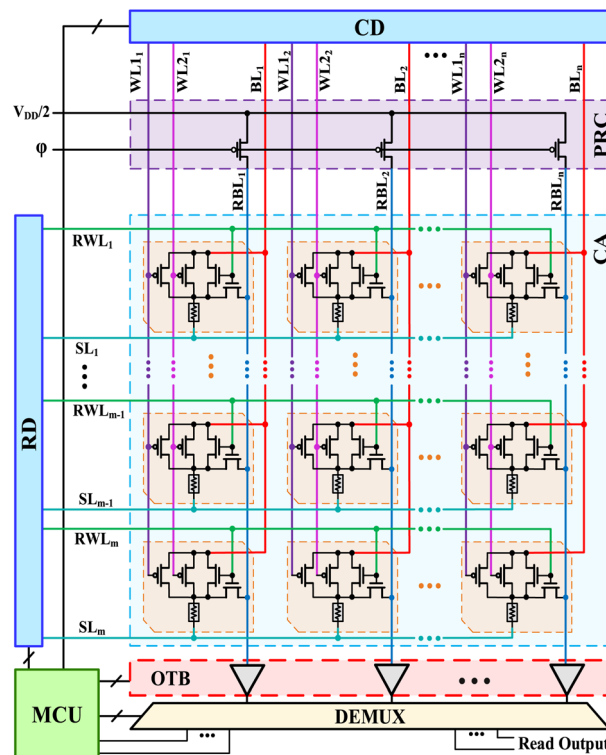 CD
WL1₁ WL2₁ BL₁ WL1₂ WL2₂ BL₂ WL1ₙ WL2ₙ BLₙ
V_DD/2
φ
PRC
RBL₁ RBL₂ RBLₙ
CA
RWL₁
SL₁
RD
RWLₘ₋₁
SLₘ₋₁
RWLₘ
SLₘ
OTB
MCU
DEMUX
Read Output